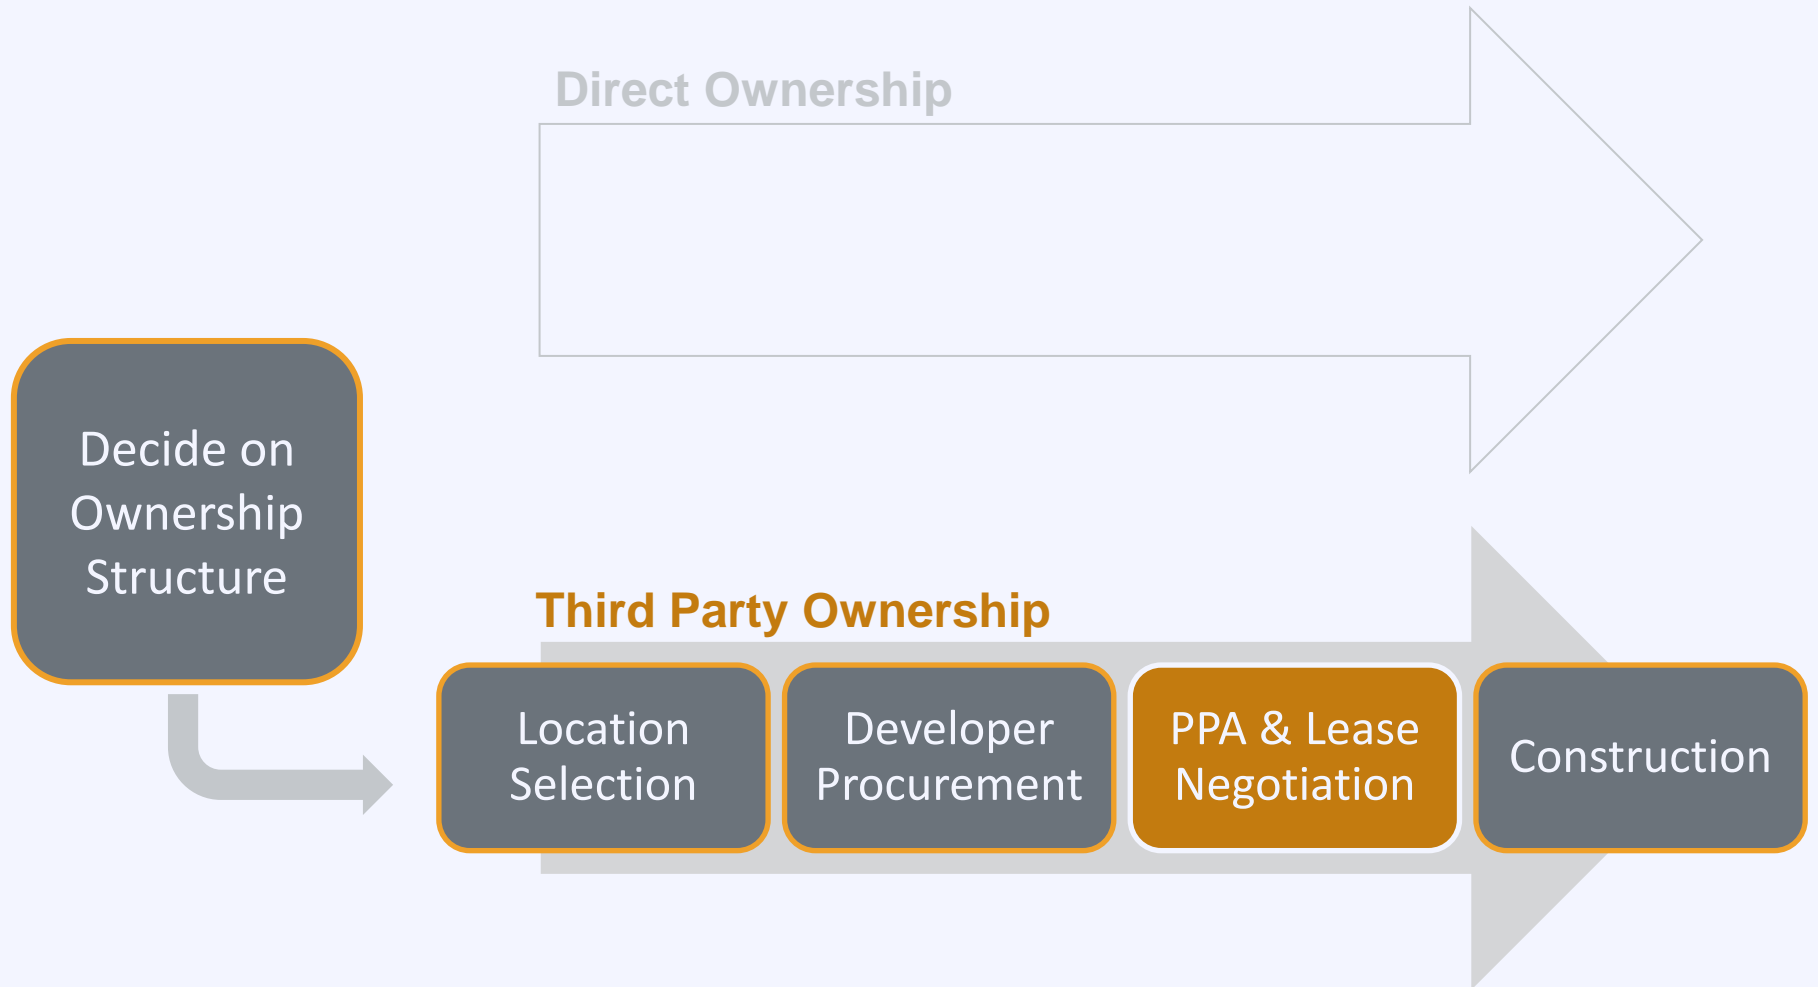 Direct Ownership
Decide on
Ownership
Structure
Third Party Ownership
Location
Selection
Developer
Procurement
PPA & Lease
Negotiation
Construction